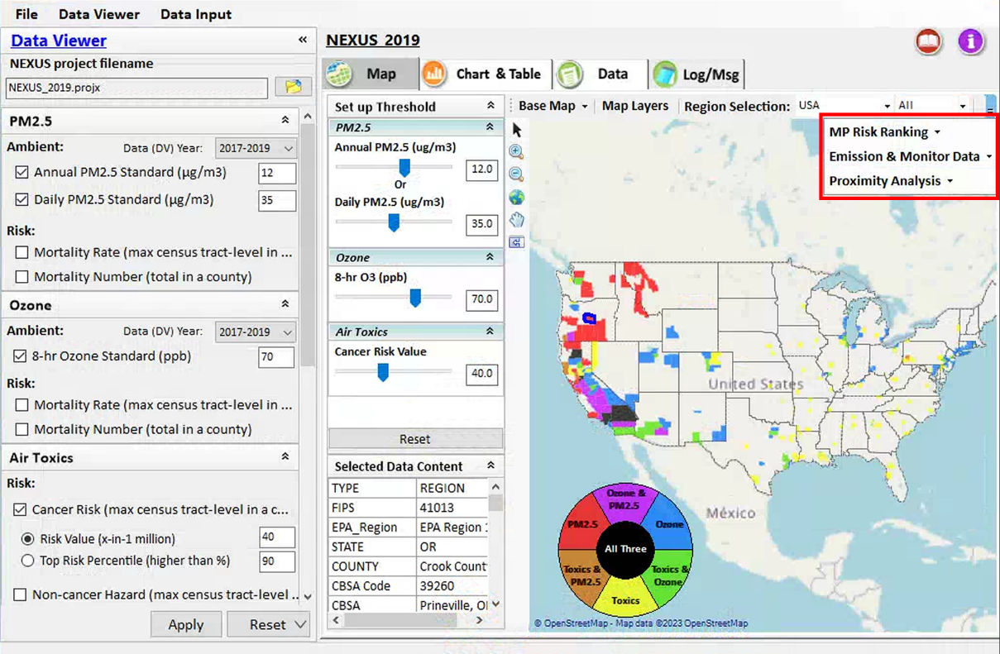 File Data Viewer Data Input
Data Viewer «
NEXUS project filename
NEXUS_2019.projx
PM2.5
Ambient: Data (DV) Year: 2017-2019
Annual PM2.5 Standard (µg/m3) 12
Daily PM2.5 Standard (µg/m3) 35
Risk:
Mortality Rate (max census tract-level in ...
Mortality Number (total in a county)
Ozone
Ambient: Data (DV) Year: 2017-2019
8-hr Ozone Standard (ppb) 70
Risk:
Mortality Rate (max census tract-level in ...
Mortality Number (total in a county)
Air Toxics
Risk:
Cancer Risk (max census tract-level in a c...
Risk Value (x-in-1 million) 40
Top Risk Percentile (higher than %) 90
Non-cancer Hazard (max census tract-level ..
Apply Reset
NEXUS_2019
Map Chart & Table Data Log/Msg
Set up Threshold
PM2.5
Annual PM2.5 (ug/m3)
12.0
Or
Daily PM2.5 (ug/m3)
35.0
Ozone
8-hr O3 (ppb)
70.0
Air Toxics
Cancer Risk Value
40.0
Reset
Selected Data Content
TYPE REGION
FIPS 41013
EPA_Region EPA Region
STATE OR
COUNTY Crook Count
CBSA Code 39260
CBSA Prineville, O
Base Map Map Layers Region Selection: USA All
MP Risk Ranking
Emission & Monitor Data
Proximity Analysis
United States
México
Ozone &
PM2.5
PM2.5
Ozone
All Three
Toxics &
PM2.5
Toxics &
Ozone
Toxics
© OpenStreetMap - Map data ©2023 OpenStreetMap